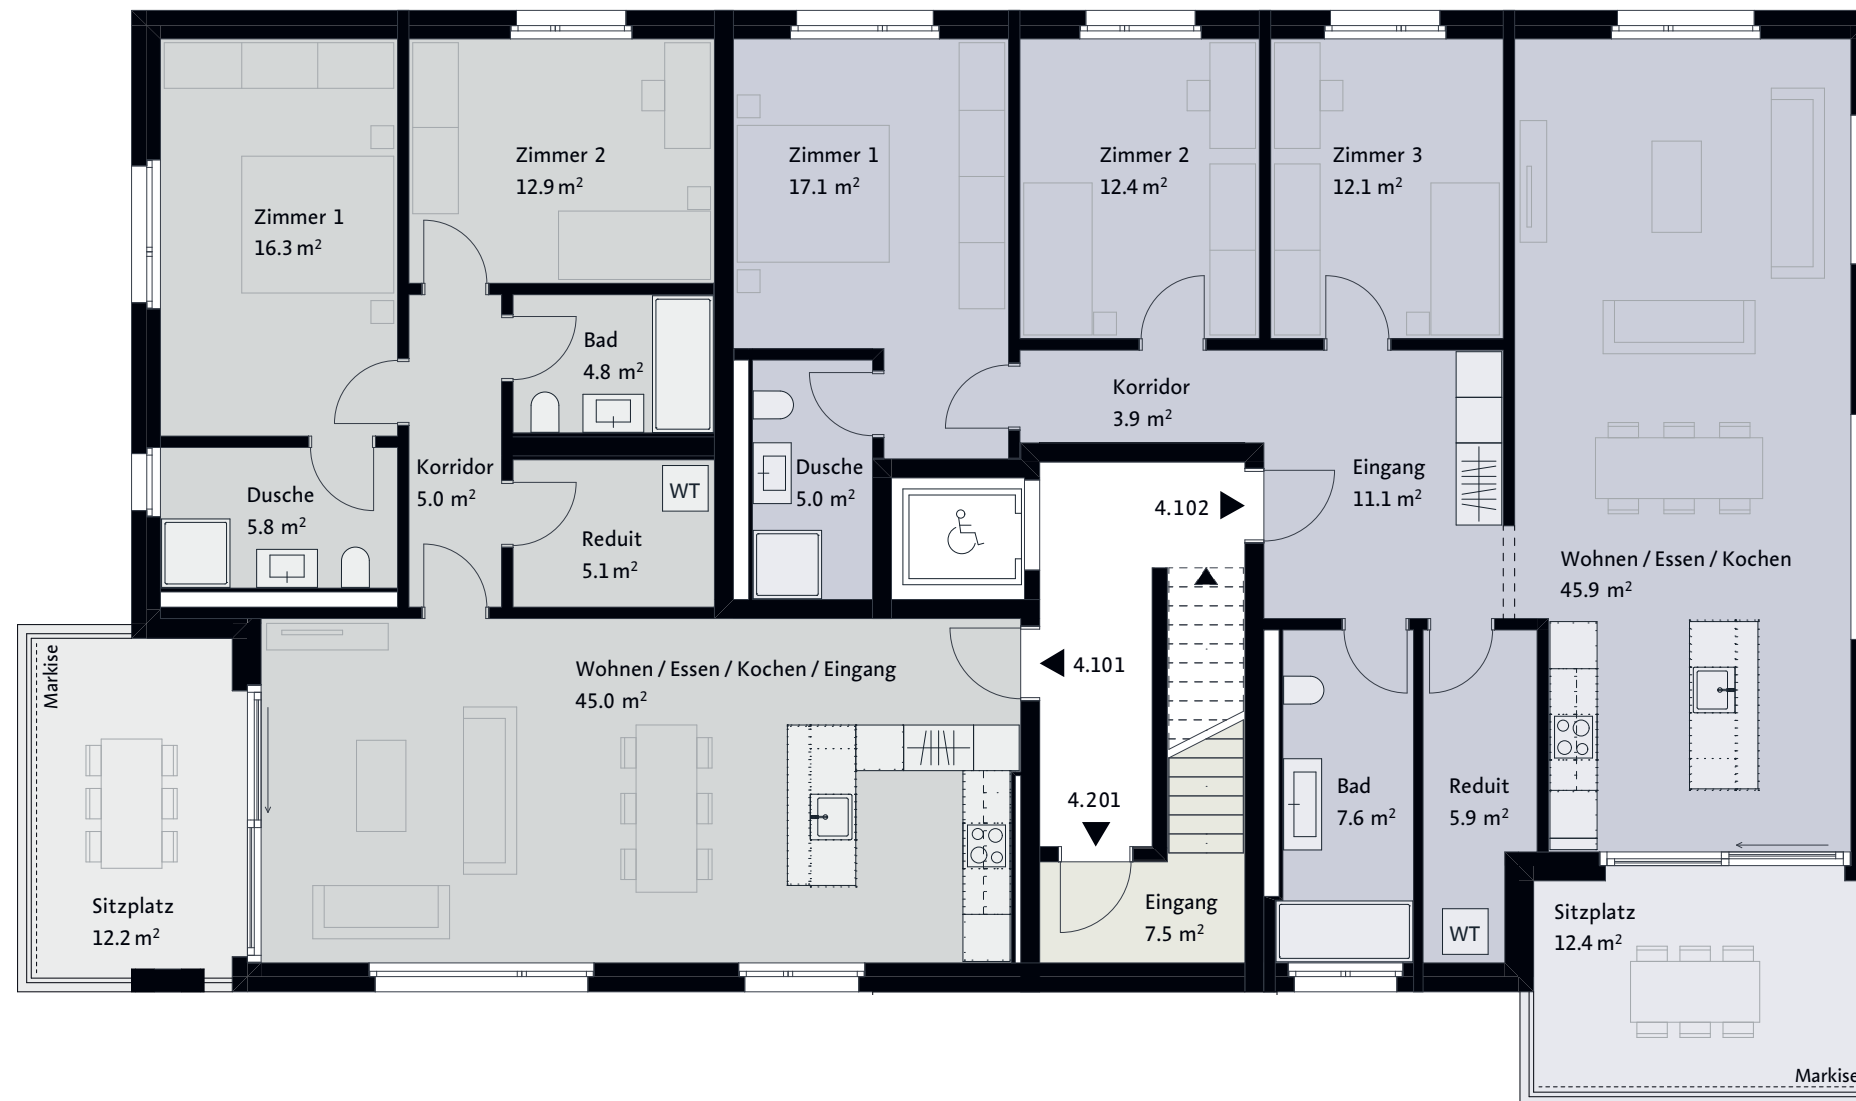 Zimmer 1
16.3 m²
Zimmer 2
12.9 m²
Zimmer 1
17.1 m²
Zimmer 2
12.4 m²
Zimmer 3
12.1 m²
Bad
4.8 m²
Korridor
3.9 m²
Korridor
5.0 m²
Dusche
5.8 m²
WT
Reduit
5.1 m²
Dusche
5.0 m²
4.102
Eingang
11.1 m²
Wohnen / Essen / Kochen
45.9 m²
Markise
Wohnen / Essen / Kochen / Eingang
45.0 m²
4.101
4.201
Bad
7.6 m²
Reduit
5.9 m²
Sitzplatz
12.2 m²
Eingang
7.5 m²
WT
Sitzplatz
12.4 m²
Markise